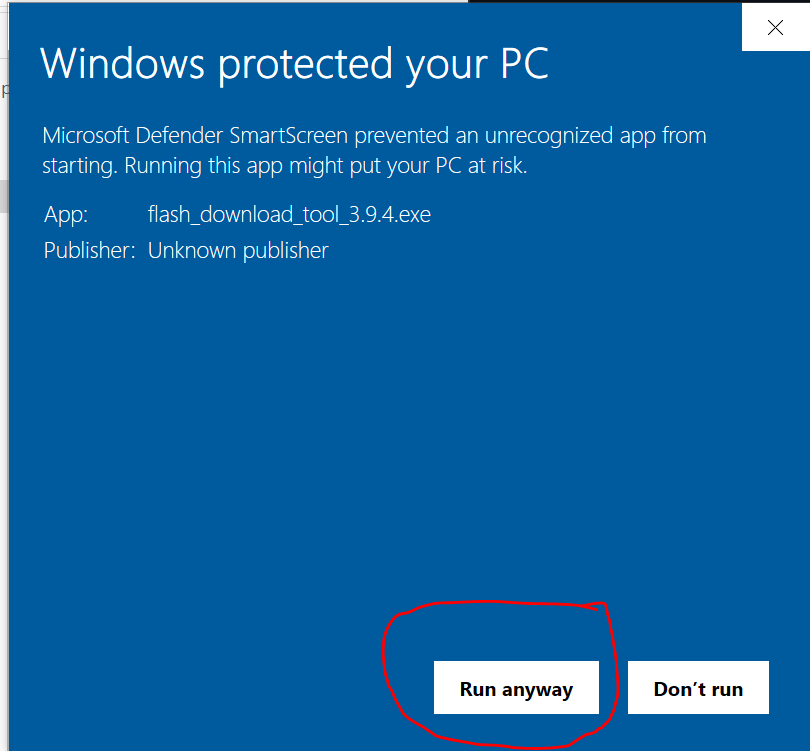 Windows protected your PC
Microsoft Defender SmartScreen prevented an unrecognized app from
starting. Running this app might put your PC at risk.
App: flash_download_tool_3.9.4.exe
Publisher: Unknown publisher
Run anyway Don’t run